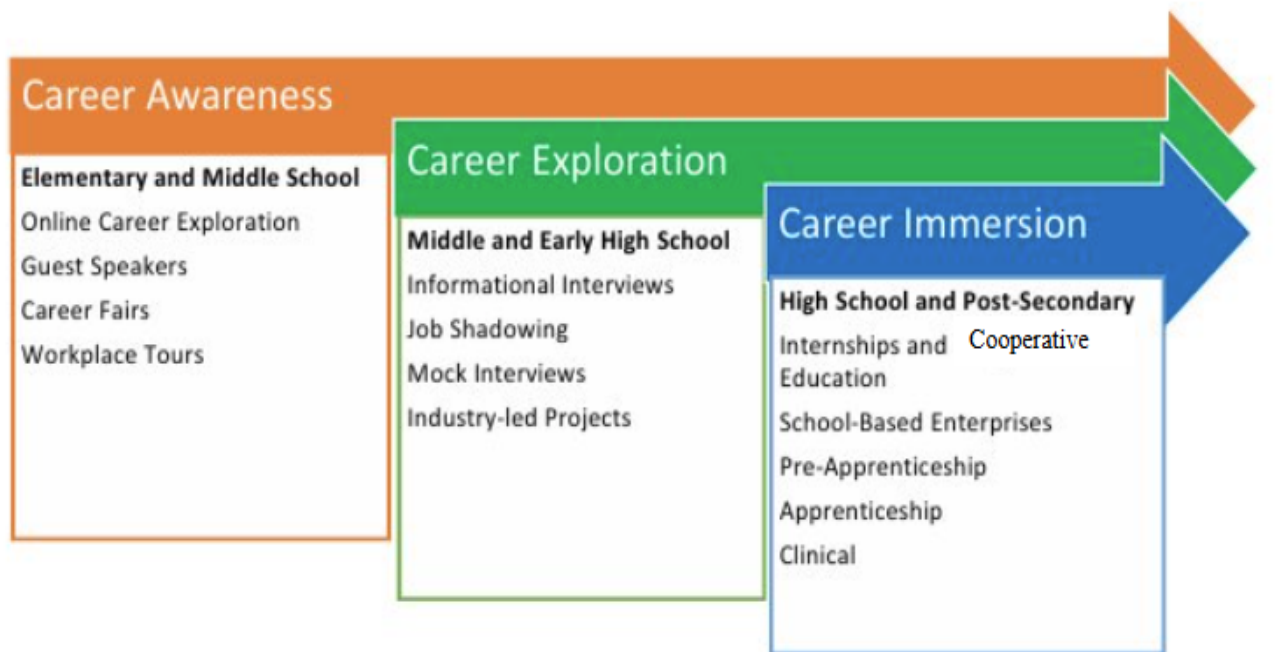 Career Awareness
Elementary and Middle School
Online Career Exploration
Guest Speakers
Career Fairs
Workplace Tours
Career Exploration
Middle and Early High School
Informational Interviews
Job Shadowing
Mock Interviews
Industry-led Projects
Career Immersion
High School and Post-Secondary
Internships and Cooperative
Education
School-Based Enterprises
Pre-Apprenticeship
Apprenticeship
Clinical